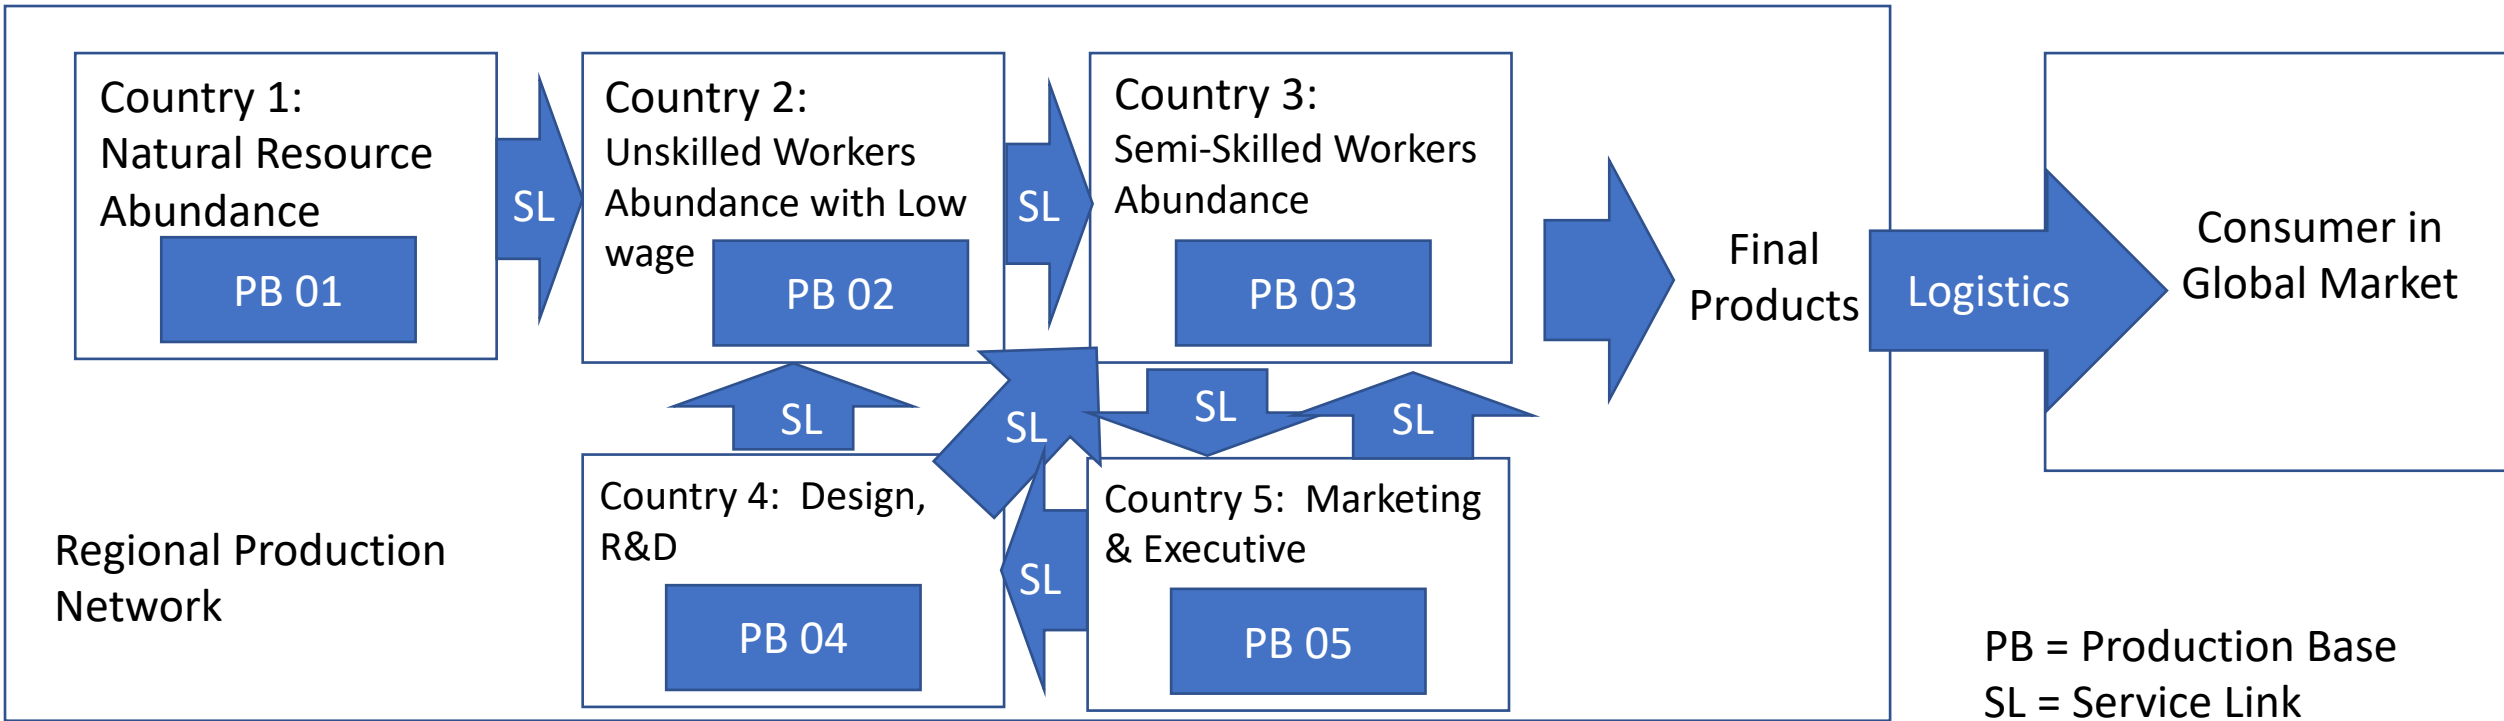 Country 1:
Natural Resource
Abundance
PB 01
SL
Country 2:
Unskilled Workers
Abundance with Low
wage
PB 02
SL
Country 3:
Semi-Skilled Workers
Abundance
PB 03
Final
Products
Logistics
Consumer in
Global Market
SL
SL
SL
SL
Country 4:  Design,
R&D
PB 04
SL
Country 5:  Marketing
& Executive
PB 05
Regional Production
Network
PB = Production Base
SL = Service Link